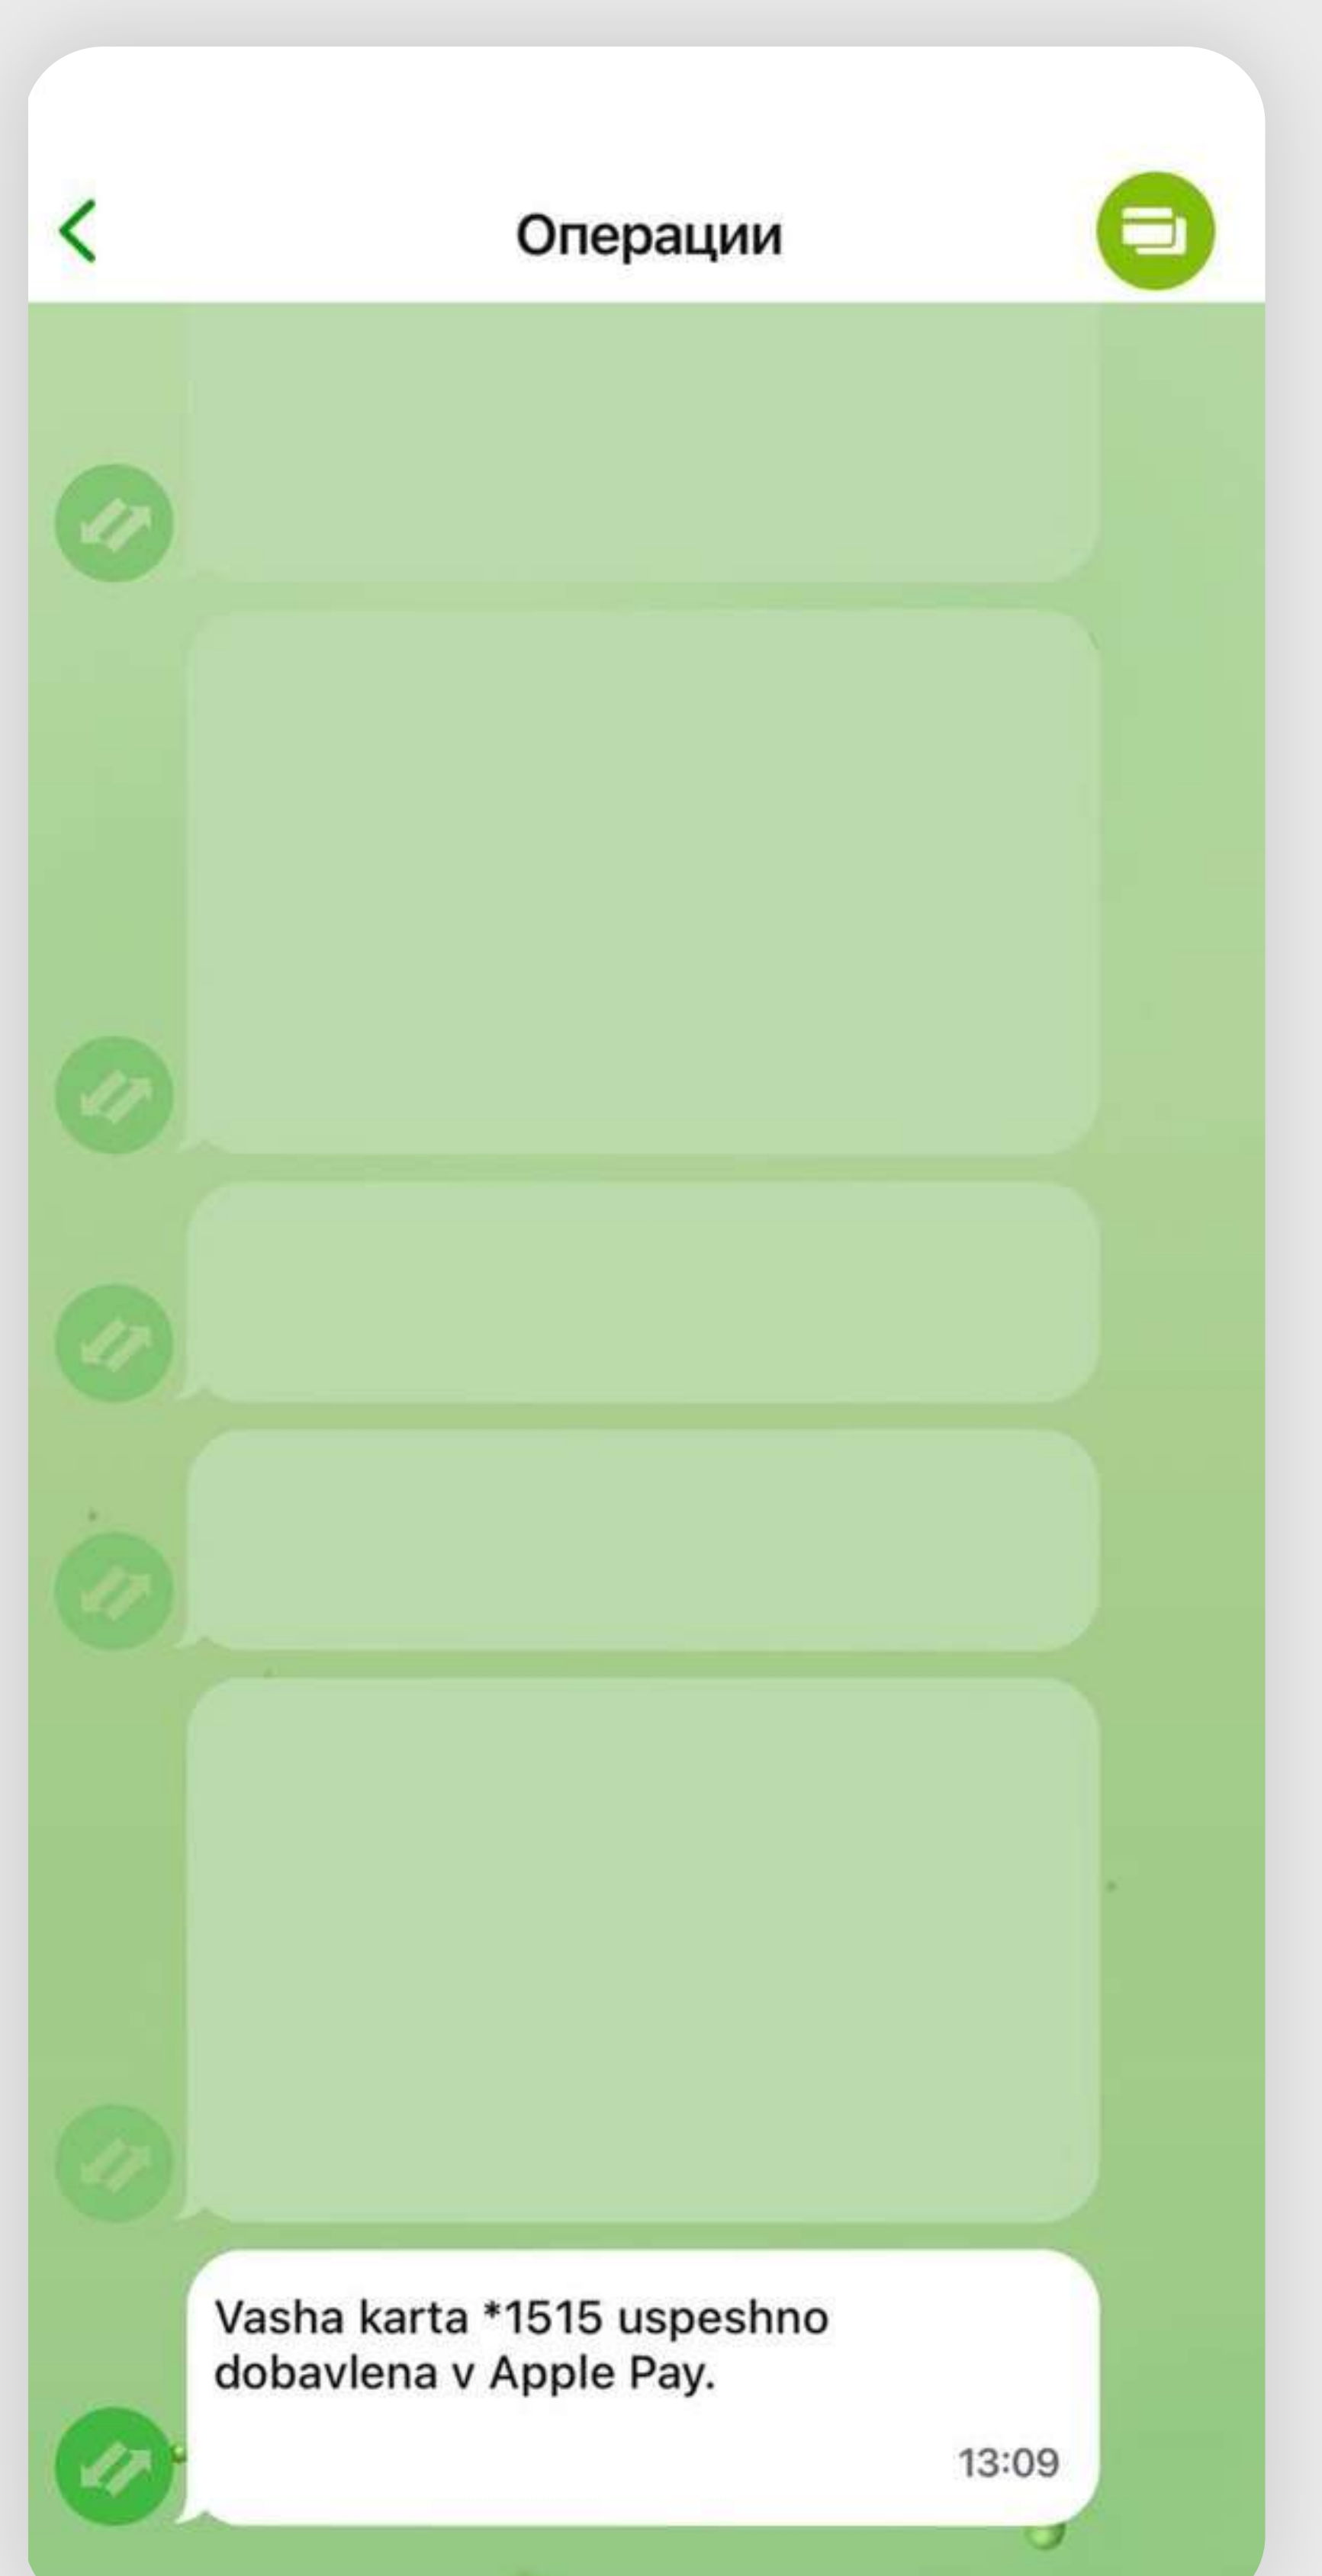 Операции
Vasha karta *1515 uspeshno
dobavlena v Apple Pay.
13:09